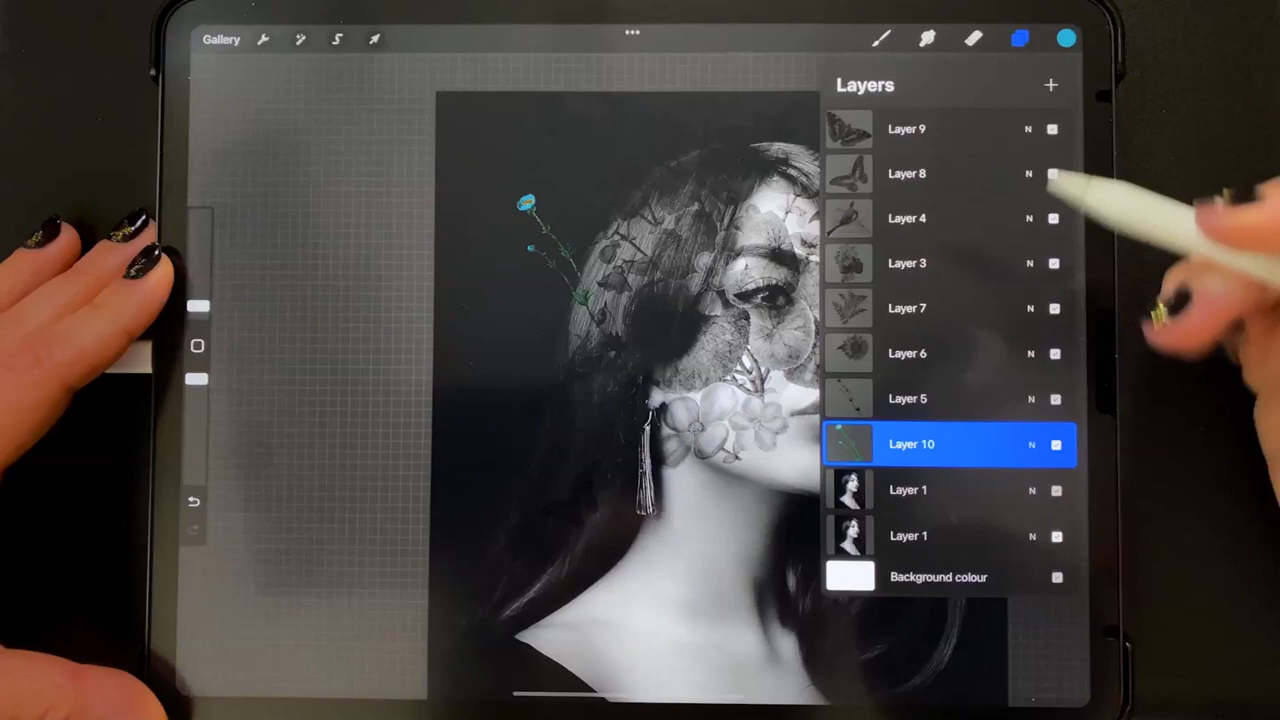 Gallery
Layers
Layer 9 N
Layer 8 N
Layer 4 N
Layer 3 N
Layer 7 N
Layer 6 N
Layer 5 N
Layer 10 N
Layer 1 N
Layer 1 N
Background colour